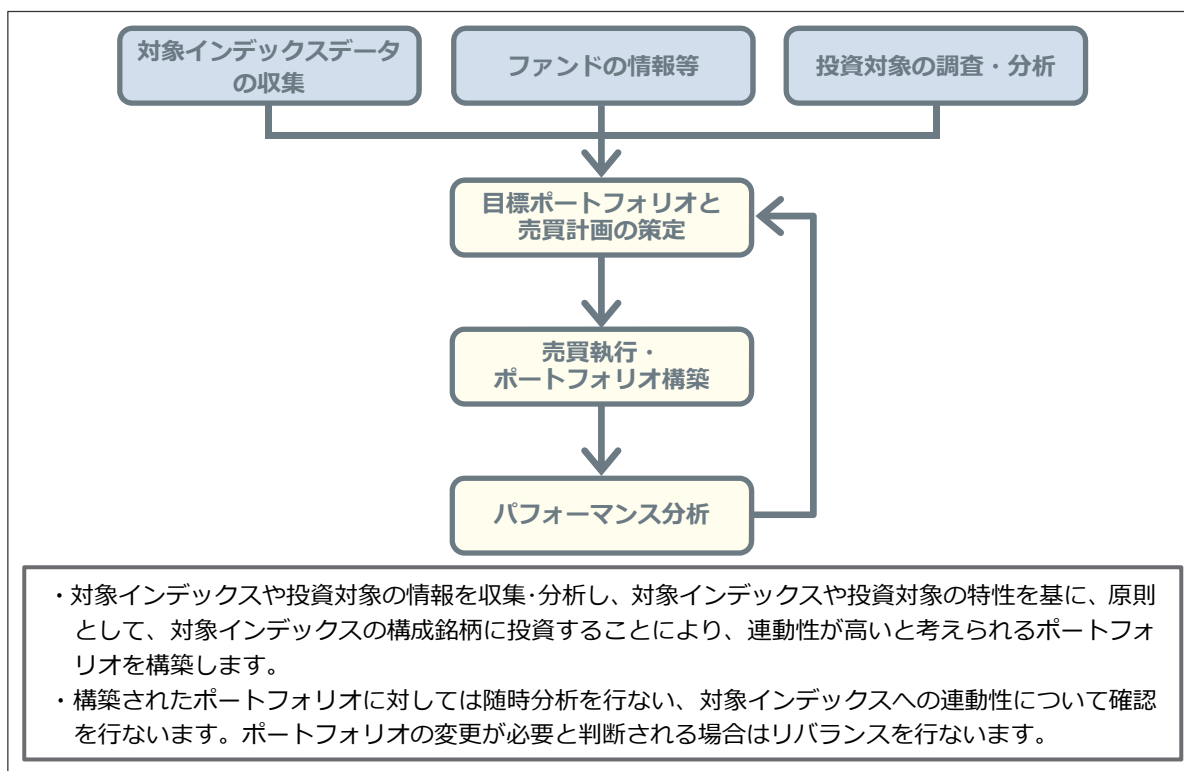 対象インデックスデータ
の収集
ファンドの情報等
投資対象の調査・分析
目標ポートフォリオと
売買計画の策定
売買執行・
ポートフォリオ構築
パフォーマンス分析
・対象インデックスや投資対象の情報を収集･分析し、対象インデックスや投資対象の特性を基に、原則
として、対象インデックスの構成銘柄に投資することにより、連動性が高いと考えられるポートフォ
リオを構築します。
・構築されたポートフォリオに対しては随時分析を行ない、対象インデックスへの連動性について確認
を行ないます。ポートフォリオの変更が必要と判断される場合はリバランスを行ないます。